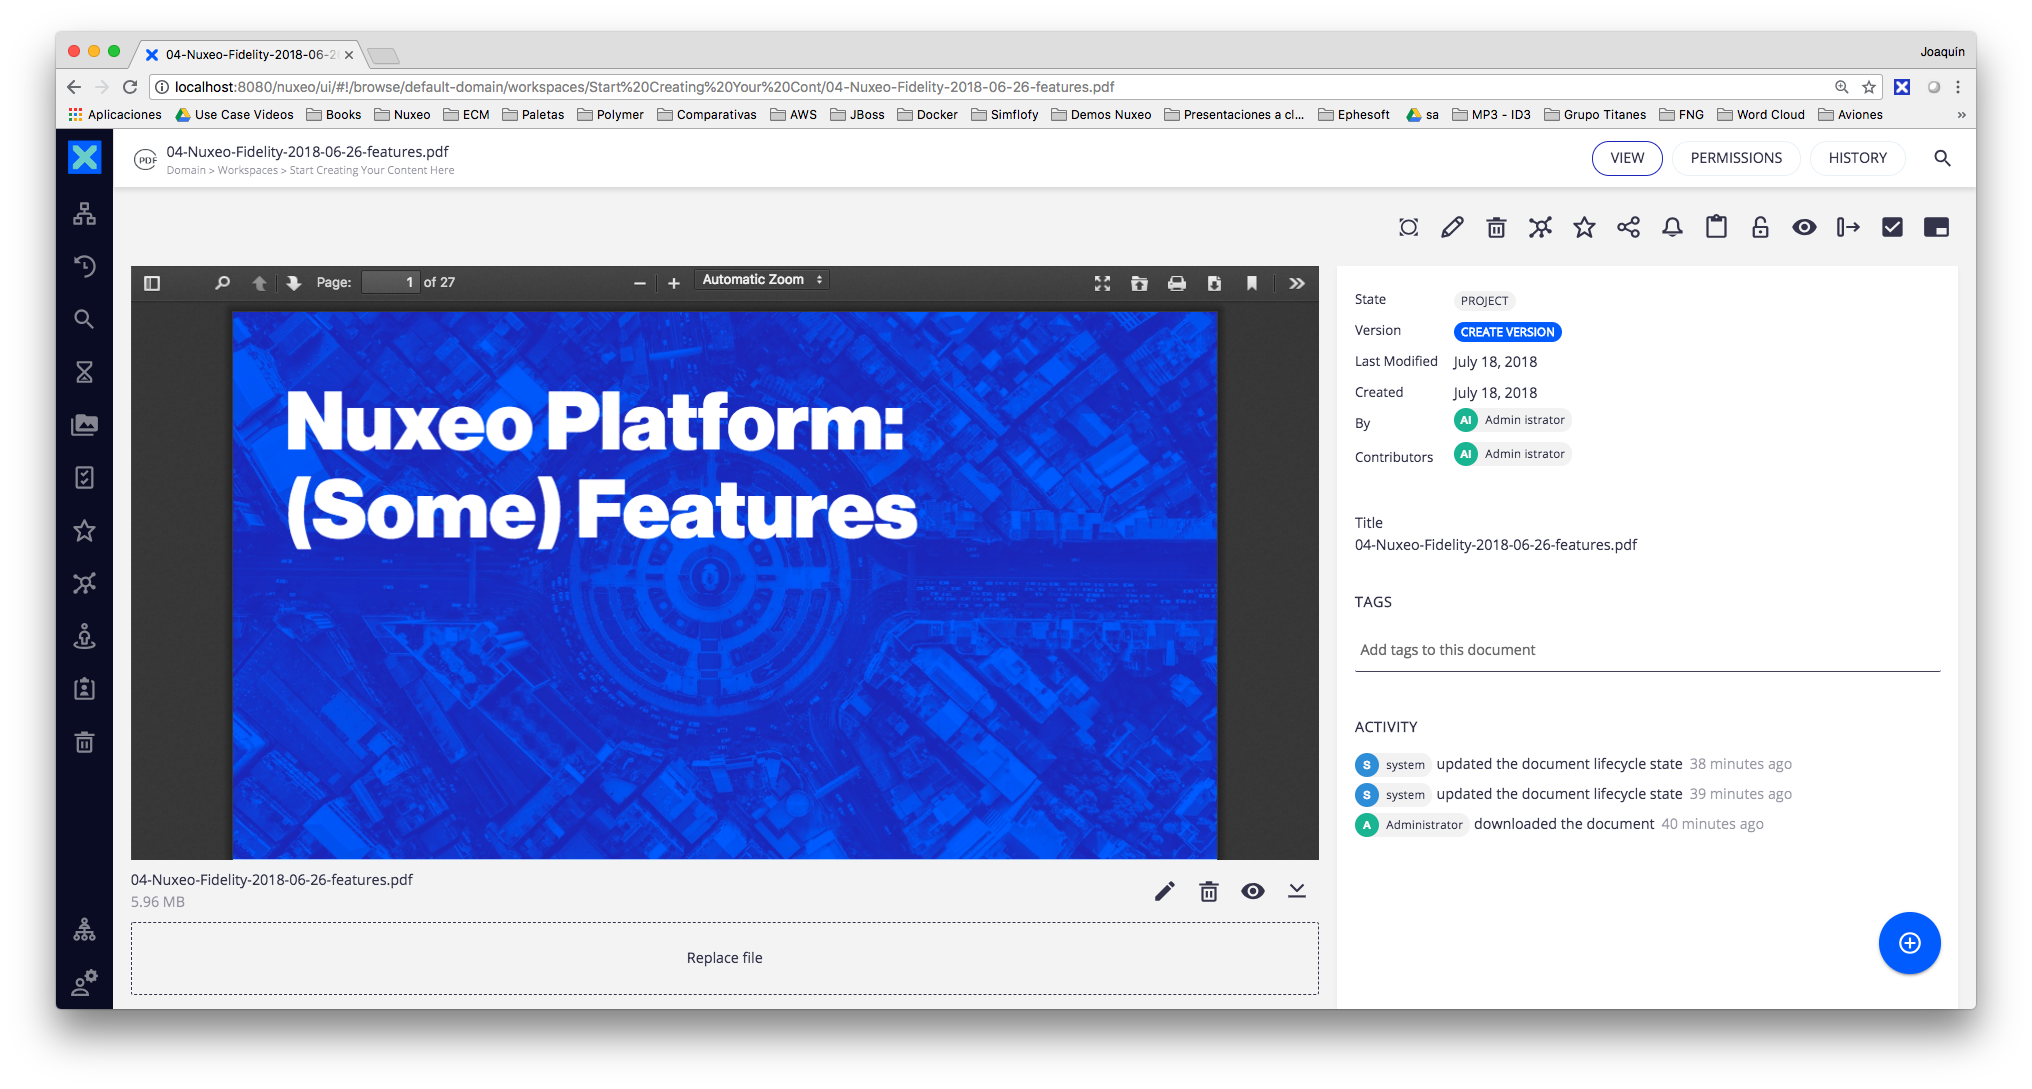 04-Nuxeo-Fidelity-2018-06-2
Joaquín
localhost:8080/nuxeo/ui/#!/browse/default-domain/workspaces/Start%20Creating%20Your%20Cont/04-Nuxeo-Fidelity-2018-06-26-features.pdf
Aplicaciones Use Case Videos Books Nuxeo ECM Paletas Polymer Comparativas AWS JBoss Docker Simflofy Demos Nuxeo Presentaciones a cl... Ephesoft sa MP3 - ID3 Grupo Titanes FNG Word Cloud Aviones »
PDF 04-Nuxeo-Fidelity-2018-06-26-features.pdf
Domain > Workspaces > Start Creating Your Content Here
VIEW PERMISSIONS HISTORY
Page: 1 of 27 Automatic Zoom
Nuxeo Platform:
(Some) Features
04-Nuxeo-Fidelity-2018-06-26-features.pdf
5.96 MB
Replace file
State PROJECT
Version CREATE VERSION
Last Modified July 18, 2018
Created July 18, 2018
By AI Admin istrator
Contributors AI Admin istrator
Title
04-Nuxeo-Fidelity-2018-06-26-features.pdf
TAGS
Add tags to this document
ACTIVITY
S system updated the document lifecycle state 38 minutes ago
S system updated the document lifecycle state 39 minutes ago
A Administrator downloaded the document 40 minutes ago